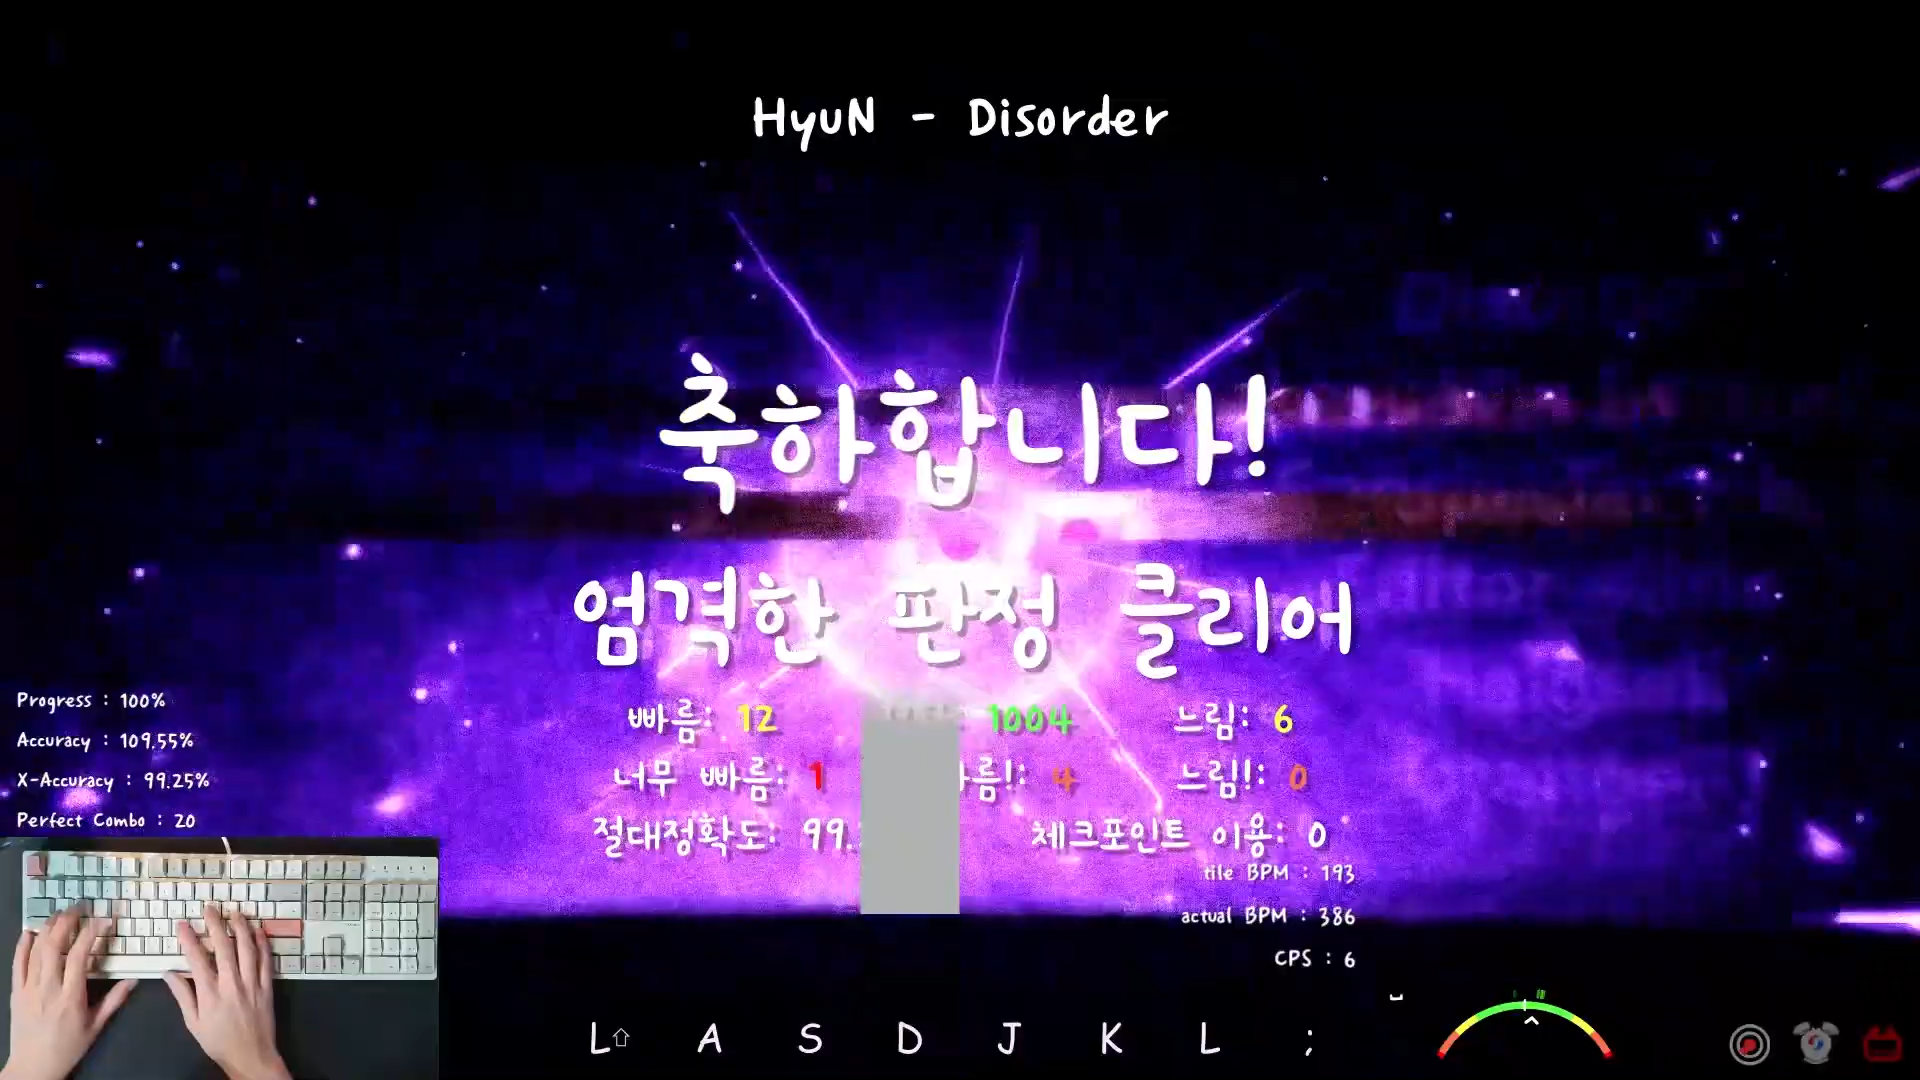 HyuN - Disorder
축하합니다!
엄격한 판정 클리어
빠름: 12 1004 느림: 6
너무 빠름: 1 4 느림!: 0
절대정확도: 99. 체크포인트 이용: 0
Progress : 100%
Accuracy : 109.55%
X-Accuracy : 99.25%
Perfect Combo : 20
tile BPM : 193
actual BPM : 386
CPS : 6
L⇧ A S D J K L ;